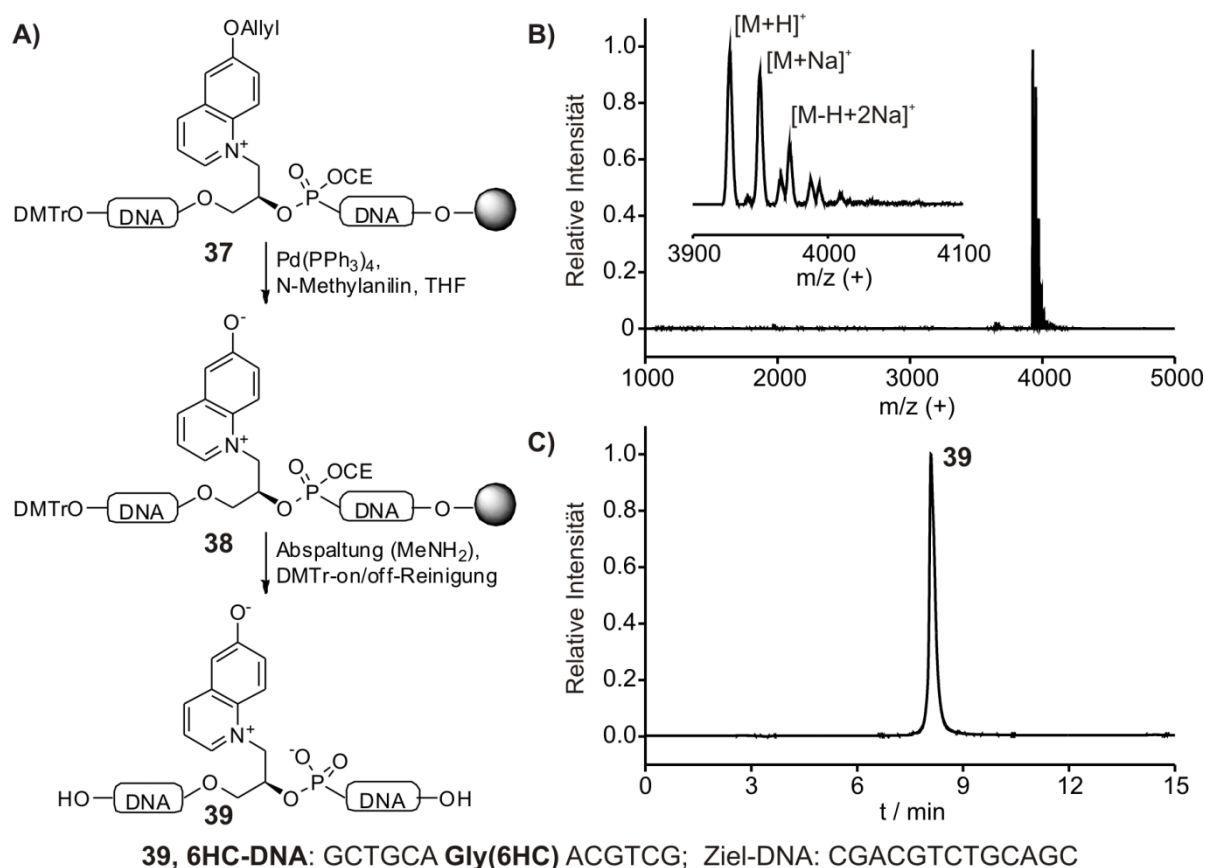 A)
OAllyl
N⁺
O
OCE
P
DMTrO
DNA
O
O
DNA
O
37
Pd(PPh₃)₄,
N-Methylanilin, THF
O⁻
N⁺
O
OCE
P
DMTrO
DNA
O
O
DNA
O
38
Abspaltung (MeNH₂),
DMTr-on/off-Reinigung
O⁻
N⁺
⁻O
O
P
HO
DNA
O
O
DNA
OH
39
B)
[M+H]⁺
[M+Na]⁺
[M-H+2Na]⁺
3900 4000 4100
m/z (+)
Relative Intensität
1.0
0.8
0.6
0.4
0.2
0
1000 2000 3000 4000 5000
m/z (+)
C)
39
Relative Intensität
1.0
0.8
0.6
0.4
0.2
0.0
0 3 6 9 12 15
t / min
39, 6HC-DNA: GCTGCA Gly(6HC) ACGTCG; Ziel-DNA: CGACGTCTGCAGC